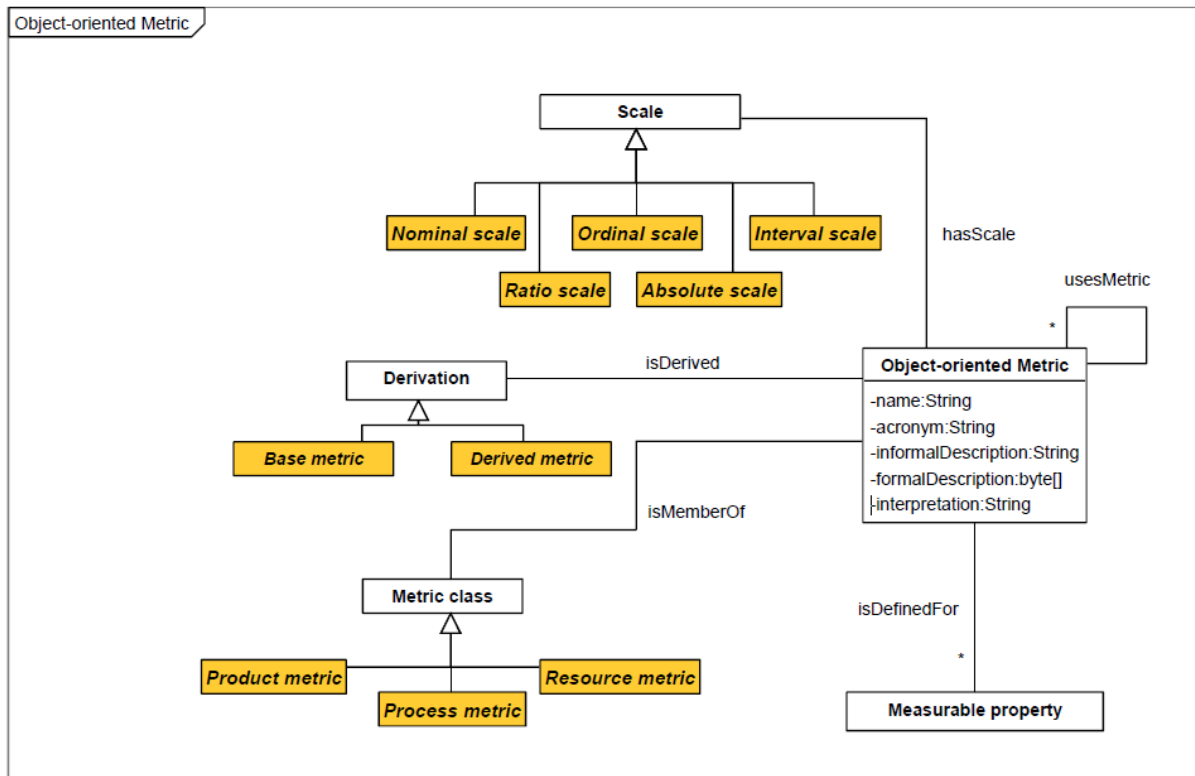 Object-oriented Metric
Scale
Nominal scale
Ordinal scale
Interval scale
Ratio scale
Absolute scale
hasScale
usesMetric
*
Derivation
isDerived
Object-oriented Metric
-name:String
-acronym:String
-informalDescription:String
-formalDescription:byte[]
-interpretation:String
Base metric
Derived metric
isMemberOf
Metric class
isDefinedFor
*
Product metric
Resource metric
Process metric
Measurable property